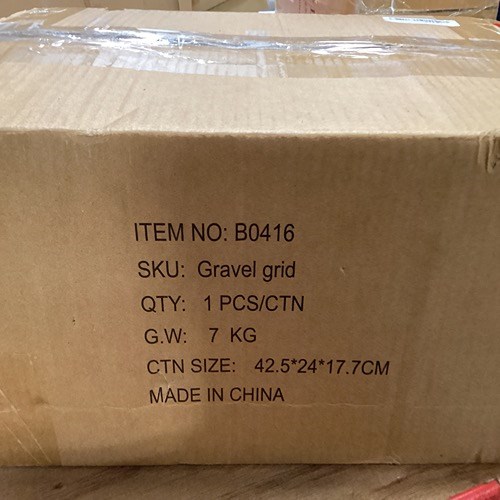 ITEM NO: B0416
SKU: Gravel grid
QTY: 1 PCS/CTN
G.W: 7 KG
CTN SIZE: 42.5*24*17.7CM
MADE IN CHINA